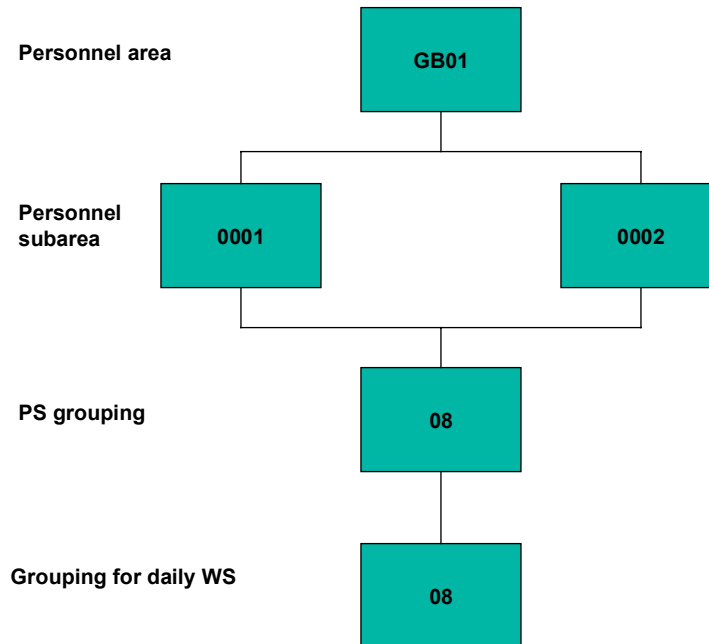 Personnel area
GB01
Personnel
subarea
0001
0002
PS grouping
08
Grouping for daily WS
08